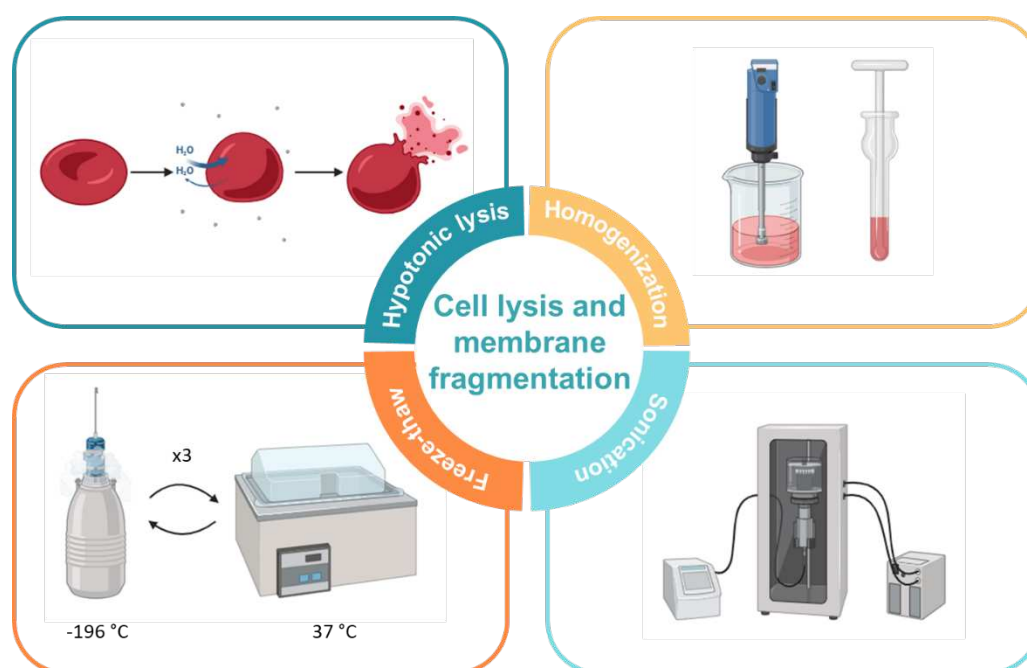 H₂O
H₂O
Hypotonic lysis
Homogenization
Cell lysis and
membrane
fragmentation
Freeze-thaw
Sonication
x3
-196 °C
37 °C